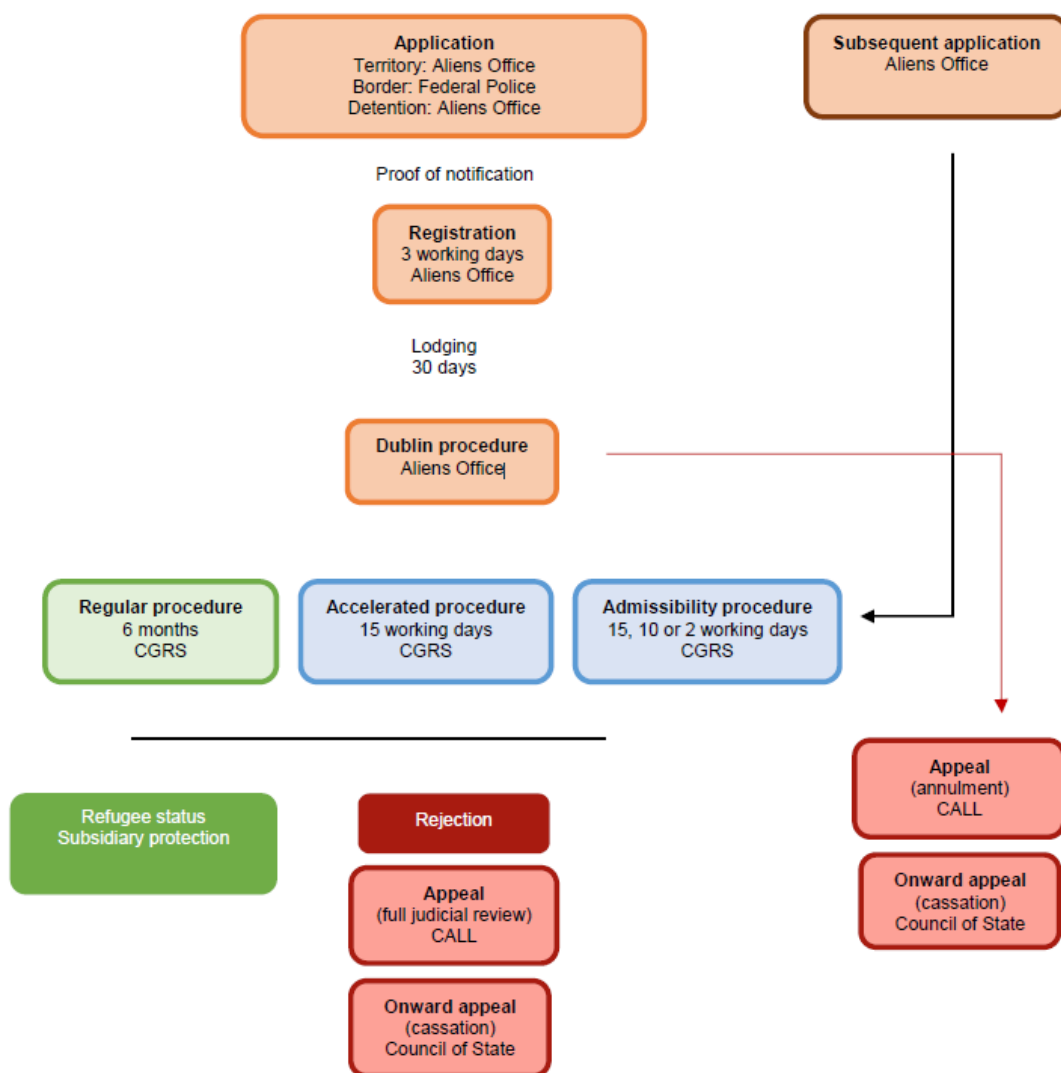 Application
Territory: Aliens Office
Border: Federal Police
Detention: Aliens Office
Subsequent application
Aliens Office
Proof of notification
Registration
3 working days
Aliens Office
Lodging
30 days
Dublin procedure
Aliens Office
Regular procedure
6 months
CGRS
Accelerated procedure
15 working days
CGRS
Admissibility procedure
15, 10 or 2 working days
CGRS
Refugee status
Subsidiary protection
Rejection
Appeal
(full judicial review)
CALL
Onward appeal
(cassation)
Council of State
Appeal
(annulment)
CALL
Onward appeal
(cassation)
Council of State